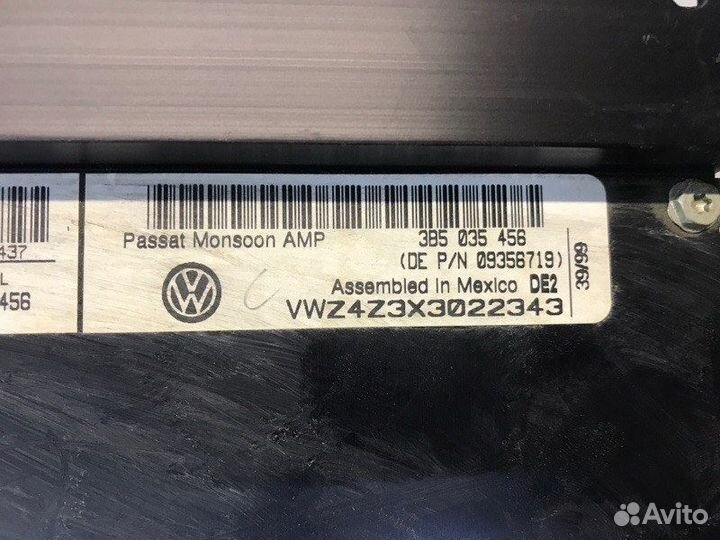 437
L
456
Passat Monsoon AMP
3B5 035 456
(DE P/N 09356719)
Assembled In Mexico DE2
VWZ4Z3X3022343
39/99
Avito